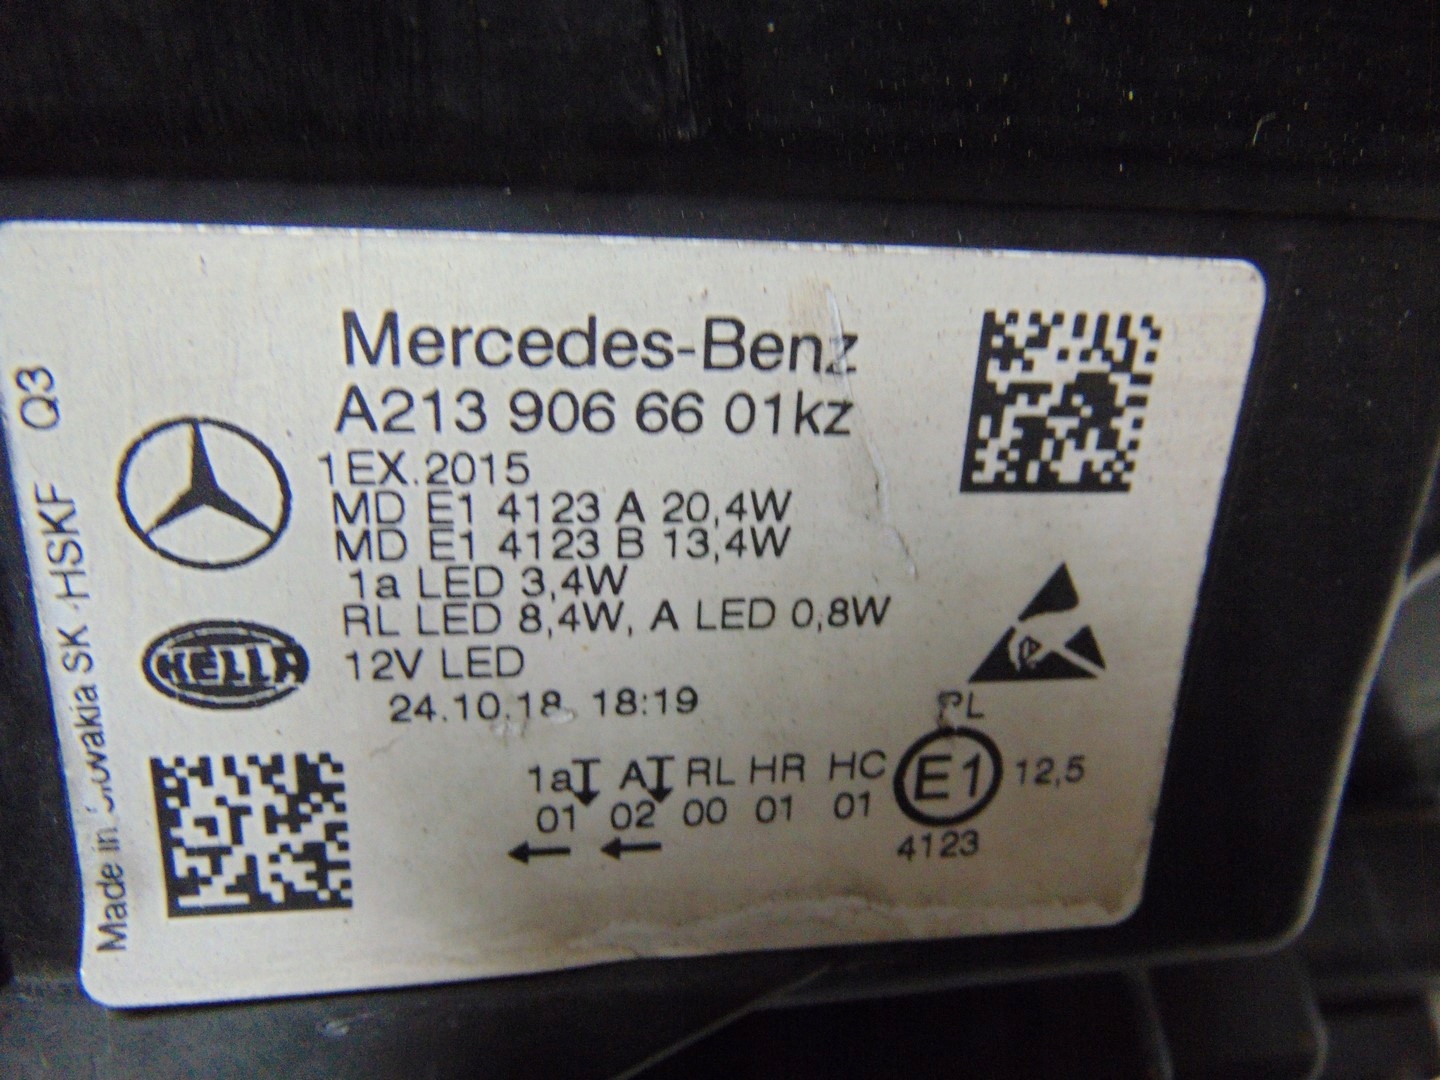 Mercedes-Benz
A213 906 66 01kz
1EX.2015
MD E1 4123 A 20,4W
MD E1 4123 B 13,4W
1a LED 3,4W
RL LED 8,4W, A LED 0,8W
12V LED
24.10.18 18:19
HELLA
Made in Slovakia SK HSKF Q3
PL
1a A RL HR HC E1 12,5
01 02 00 01 01
4123